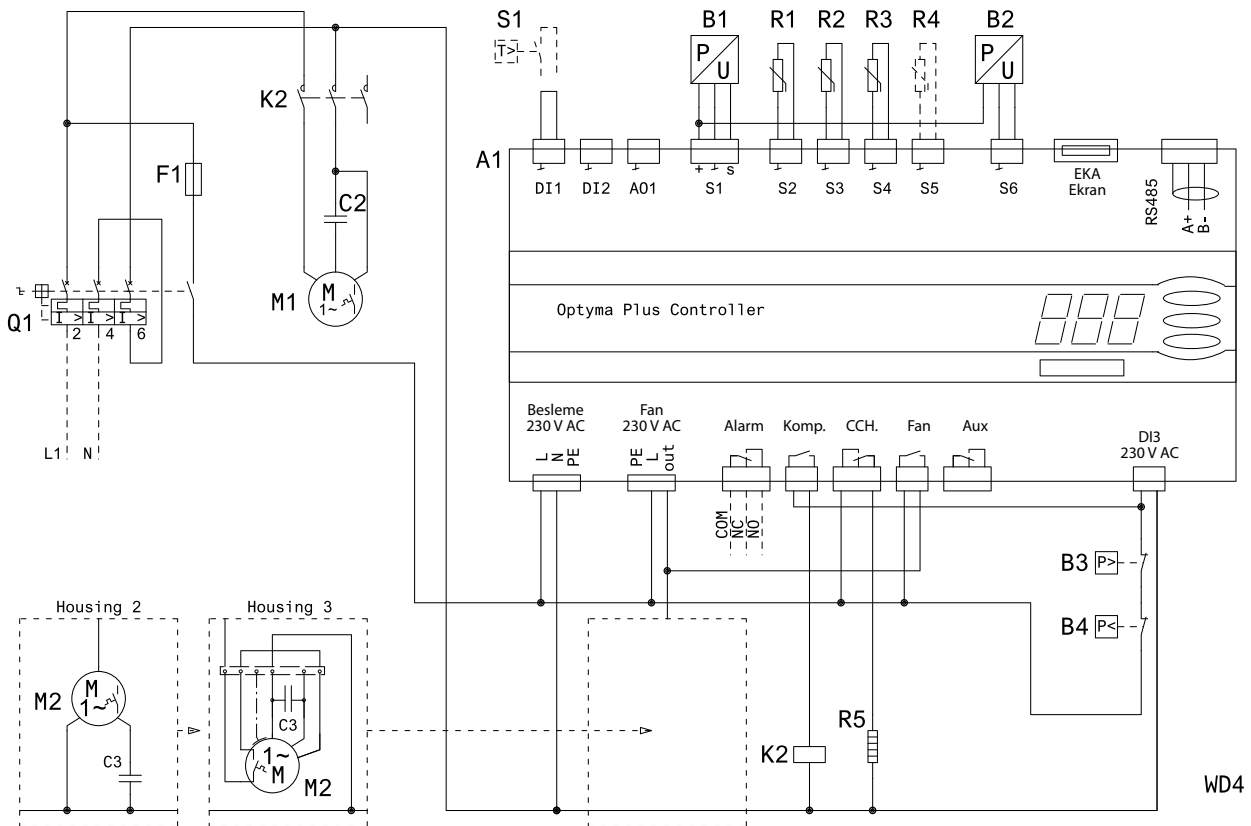 S1
B1
R1
R2
R3
R4
B2
T>
P
U
P
U
K2
A1
F1
C2
DI1
DI2
AO1
+
s
S1
S2
S3
S4
S5
S6
EKA
Ekran
RS485
A+
B-
M1
M
1~
Optyma Plus Controller
Q1
I > I > I >
2 4 6
L1 N
Besleme
230 V AC
L
N
PE
Fan
230 V AC
PE
L
out
Alarm
Komp.
CCH.
Fan
Aux
DI3
230 V AC
COM
NC
NO
B3
P>
B4
P<
Housing 2
Housing 3
M2
M
1~
C3
C3
1~
M
M2
K2
R5
WD4